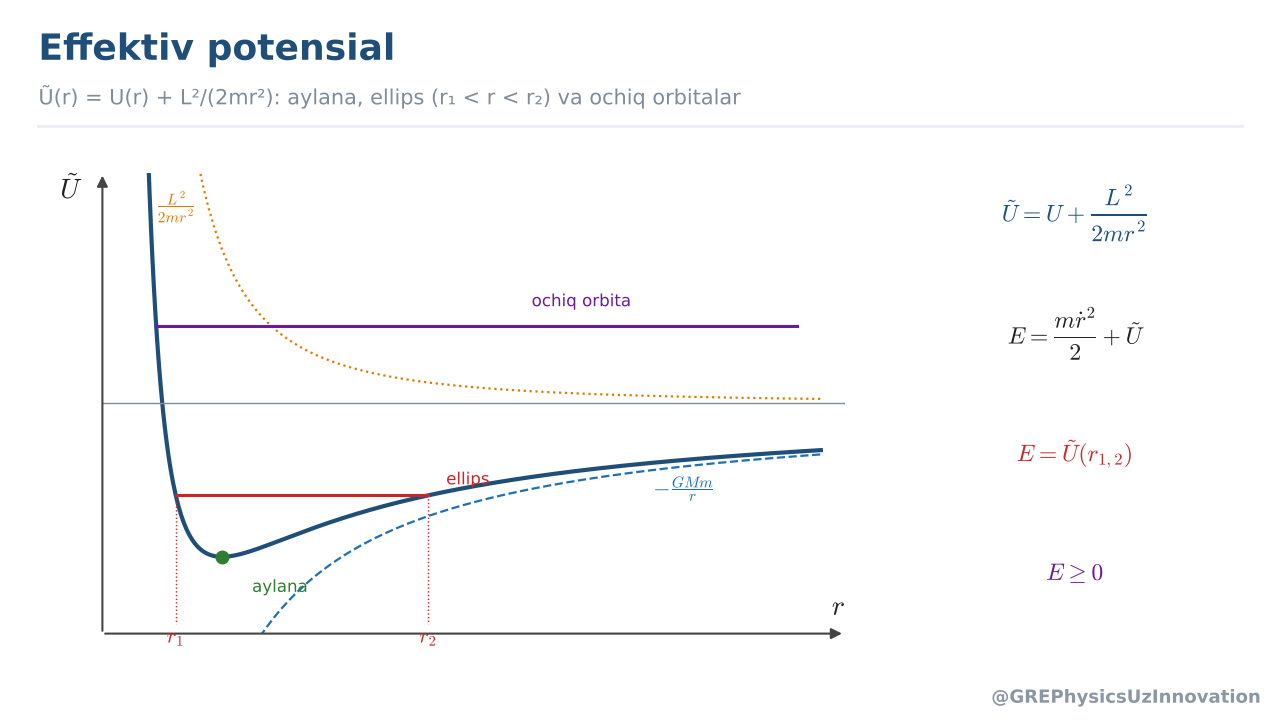 Effektiv potensial
Ũ(r) = U(r) + L²/(2mr²): aylana, ellips (r₁ < r < r₂) va ochiq orbitalar
Ũ
L²/2mr²
ochiq orbita
ellips
−GMm/r
aylana
r
r₁
r₂
Ũ = U + L²/2mr²
E = mṙ²/2 + Ũ
E = Ũ(r₁,₂)
E ≥ 0
@GREPhysicsUzInnovation